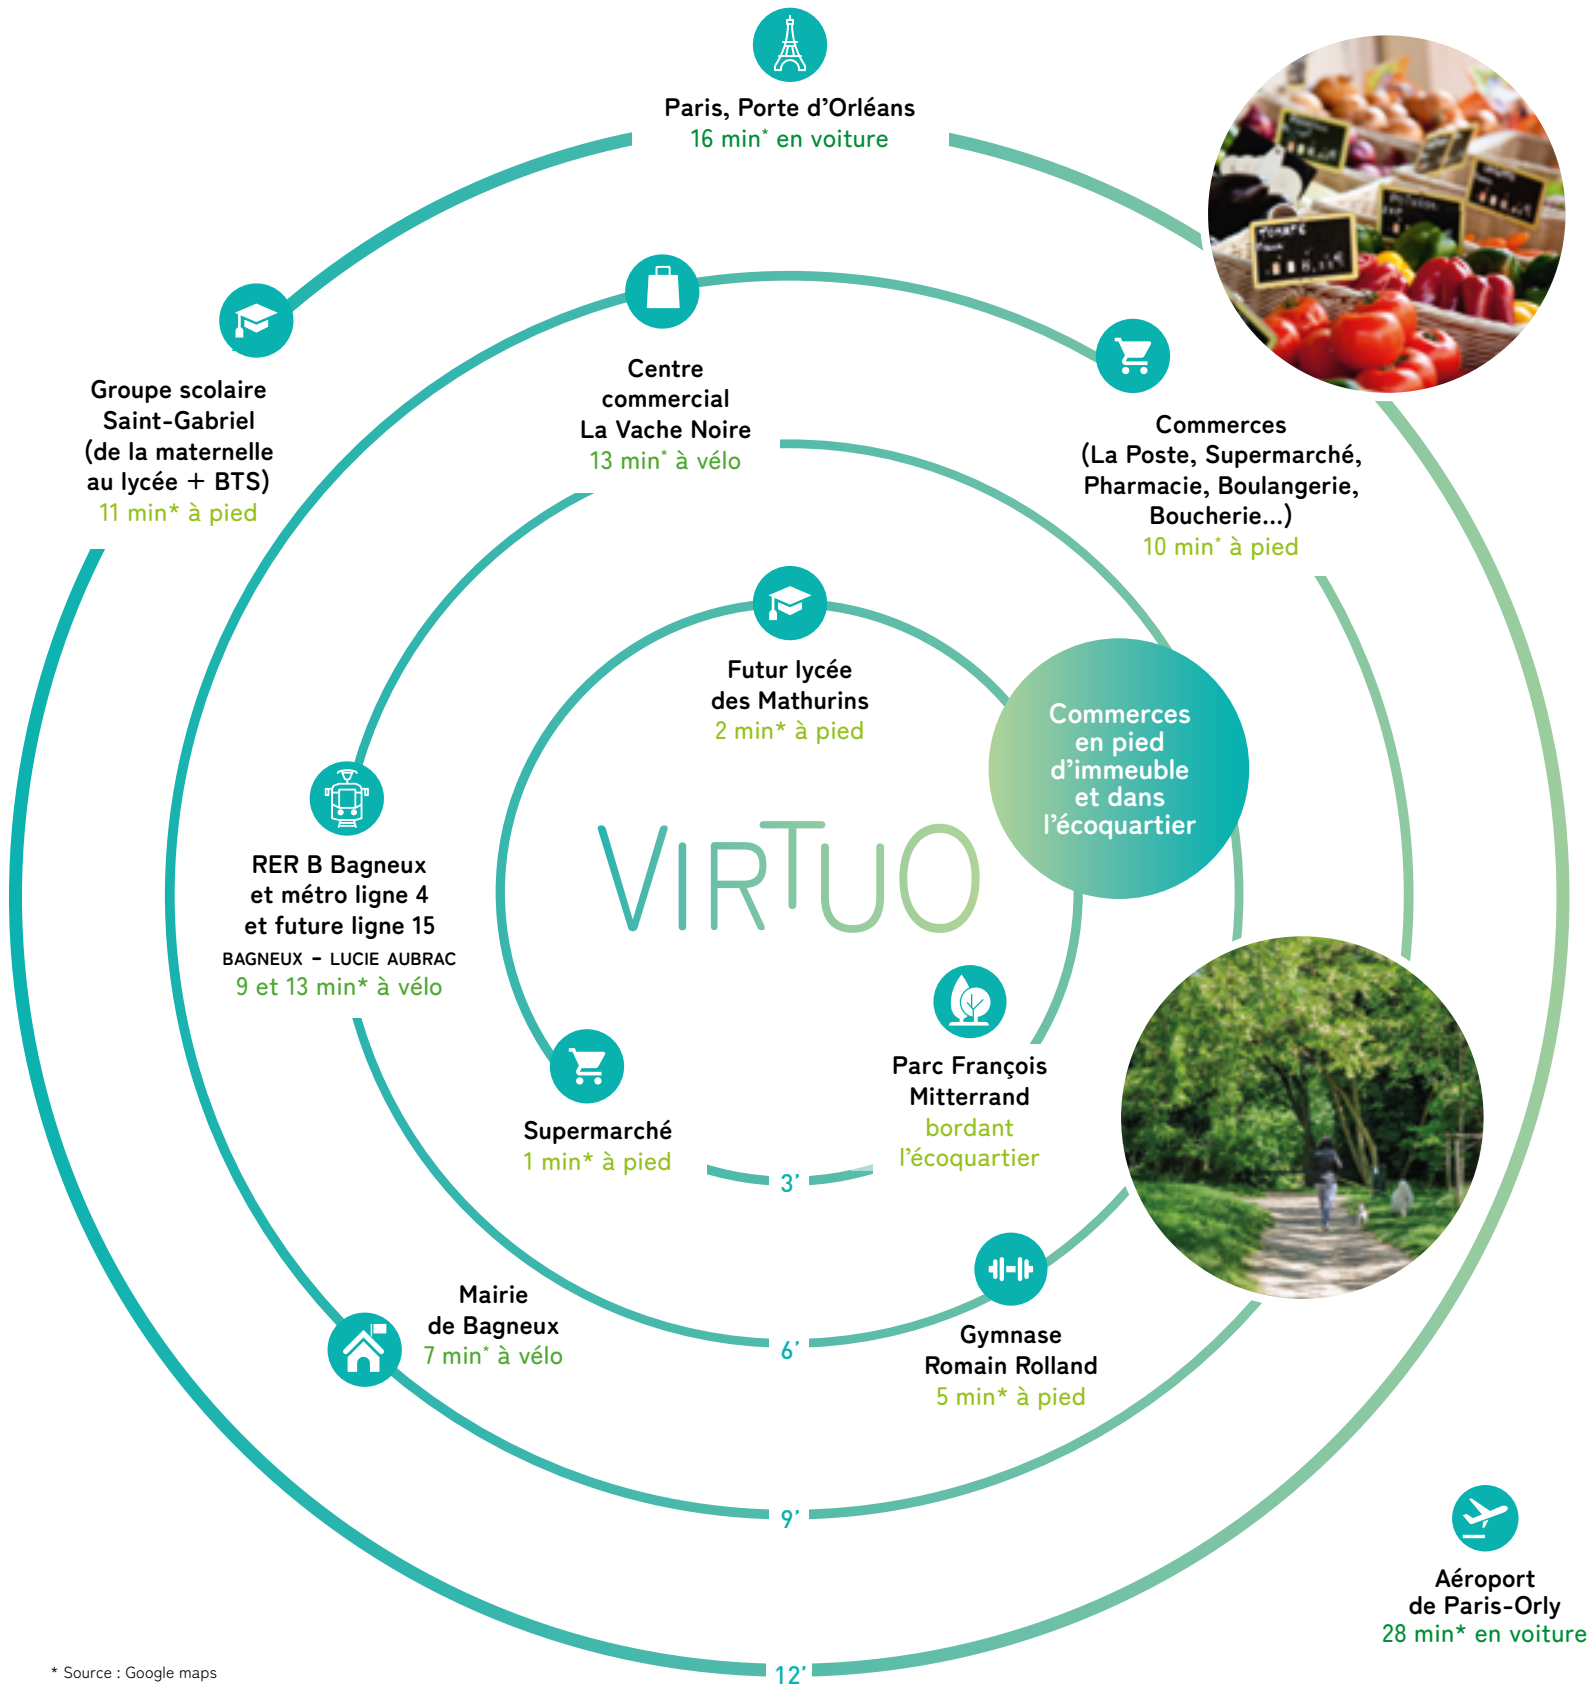 Paris, Porte d'Orléans
16 min* en voiture
Groupe scolaire
Saint-Gabriel
(de la maternelle
au lycée + BTS)
11 min* à pied
Centre
commercial
La Vache Noire
13 min* à vélo
Commerces
(La Poste, Supermarché,
Pharmacie, Boulangerie,
Boucherie...)
10 min* à pied
Futur lycée
des Mathurins
2 min* à pied
Commerces
en pied
d'immeuble
et dans
l'écoquartier
VIRTUO
RER B Bagneux
et métro ligne 4
et future ligne 15
BAGNEUX – LUCIE AUBRAC
9 et 13 min* à vélo
Supermarché
1 min* à pied
Parc François
Mitterrand
bordant
l'écoquartier
3'
Mairie
de Bagneux
7 min* à vélo
6'
Gymnase
Romain Rolland
5 min* à pied
9'
Aéroport
de Paris-Orly
28 min* en voiture
12'
* Source : Google maps